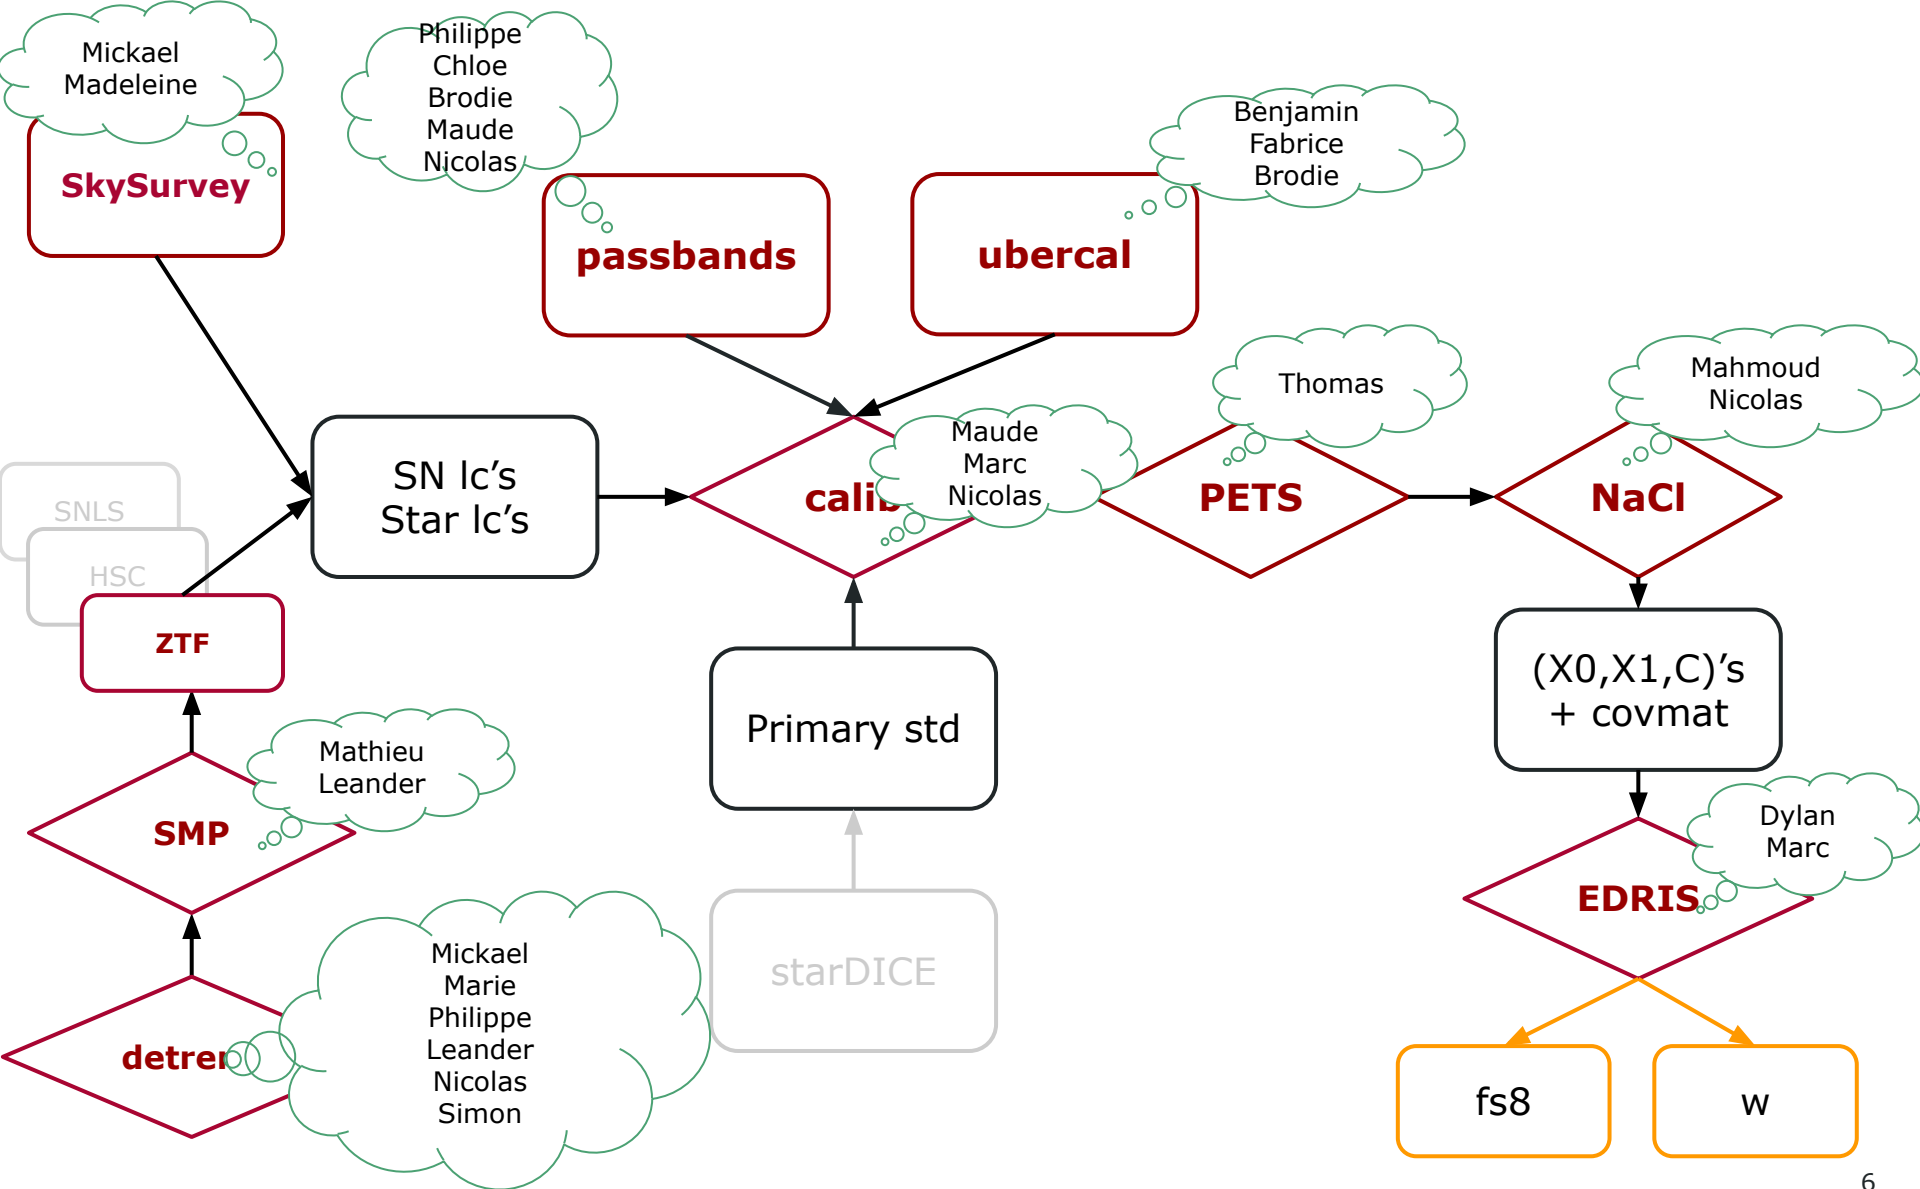 Mickael
Madeleine
SkySurvey
Philippe
Chloe
Brodie
Maude
Nicolas
passbands
Benjamin
Fabrice
Brodie
ubercal
SNLS
HSC
ZTF
SN lc's
Star lc's
Maude
Marc
Nicolas
calib
Thomas
PETS
Mahmoud
Nicolas
NaCl
(X0,X1,C)'s
+ covmat
Primary std
Mathieu
Leander
SMP
Dylan
Marc
EDRIS
Mickael
Marie
Philippe
Leander
Nicolas
Simon
starDICE
fs8
w
6